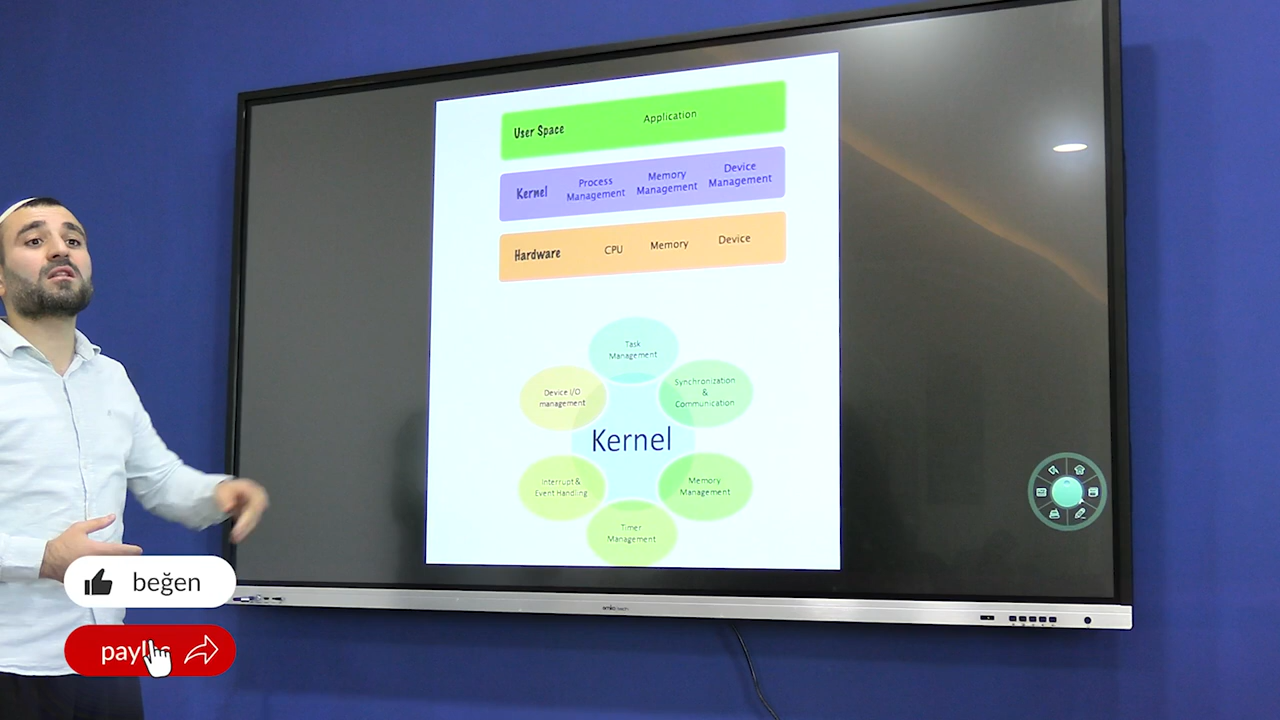 User Space
Application
Kernel
Process
Management
Memory
Management
Device
Management
Hardware
CPU
Memory
Device
Task
Management
Device I/O
management
Synchronization
&
Communication
Kernel
Interrupt &
Event Handling
Memory
Management
Timer
Management
beğen